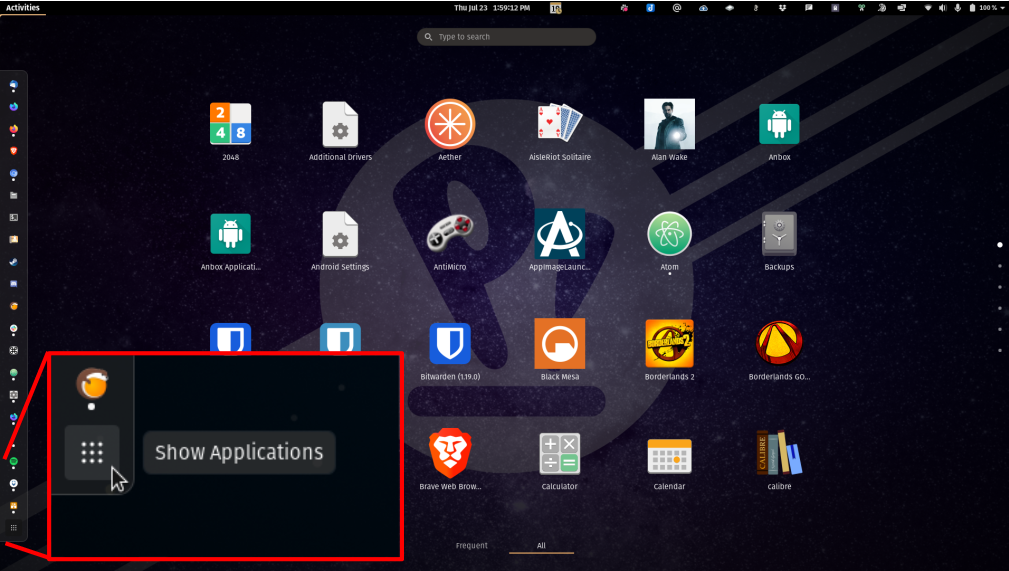 Activities
Thu Jul 23 1:59:12 PM
100 %
Type to search
2
4 8
2048
Additional Drivers
Aether
AisleRiot Solitaire
Alan Wake
Anbox
Anbox Applicati...
Android Settings
AntiMicro
AppImageLaunc...
Atom
Backups
Bitwarden (1.19.0)
BORDERLANDS 2
Black Mesa
Borderlands 2
Borderlands GO...
Show Applications
CALIBRE
Brave Web Brow...
Calculator
Calendar
calibre
Frequent
All